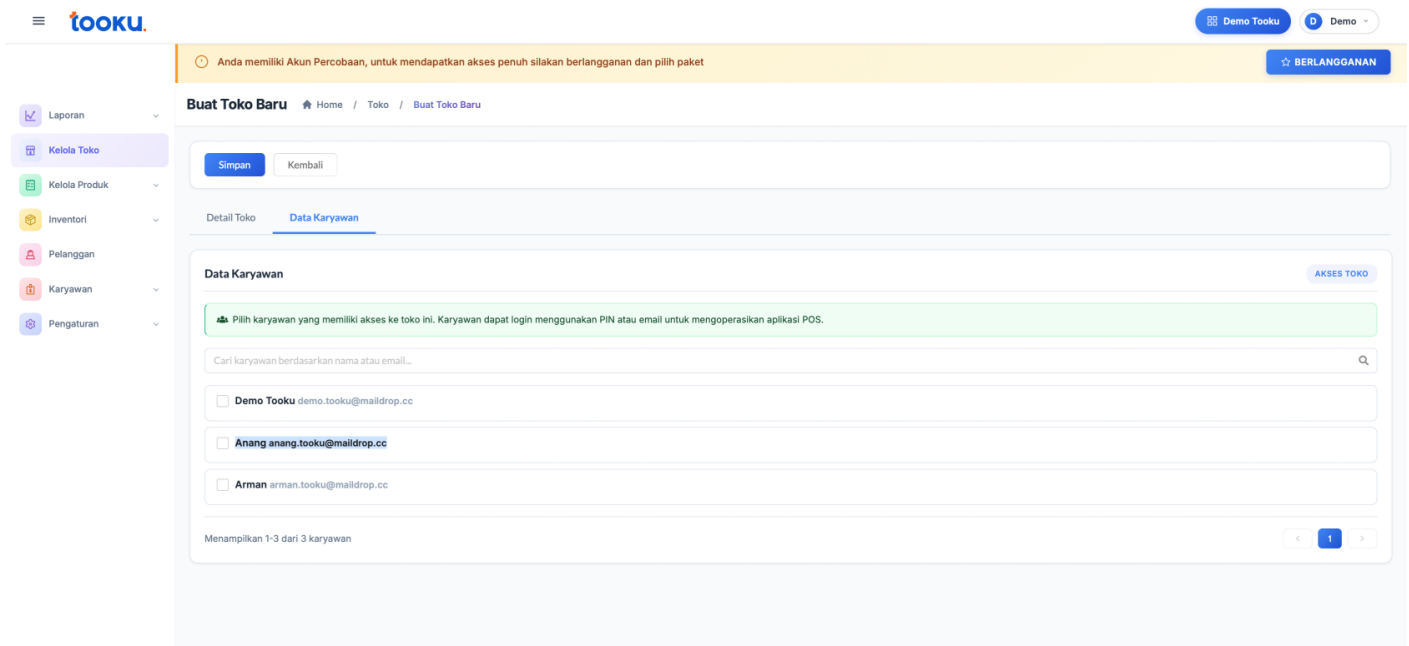 tooku.
Demo Tooku
D Demo
Anda memiliki Akun Percobaan, untuk mendapatkan akses penuh silakan berlangganan dan pilih paket
BERLANGGANAN
Buat Toko Baru
Home / Toko / Buat Toko Baru
Laporan
Kelola Toko
Kelola Produk
Inventori
Pelanggan
Karyawan
Pengaturan
Simpan
Kembali
Detail Toko
Data Karyawan
Data Karyawan
AKSES TOKO
Pilih karyawan yang memiliki akses ke toko ini. Karyawan dapat login menggunakan PIN atau email untuk mengoperasikan aplikasi POS.
Cari karyawan berdasarkan nama atau email...
Demo Tooku demo.tooku@maildrop.cc
Anang anang.tooku@maildrop.cc
Arman arman.tooku@maildrop.cc
Menampilkan 1-3 dari 3 karyawan
< 1 >